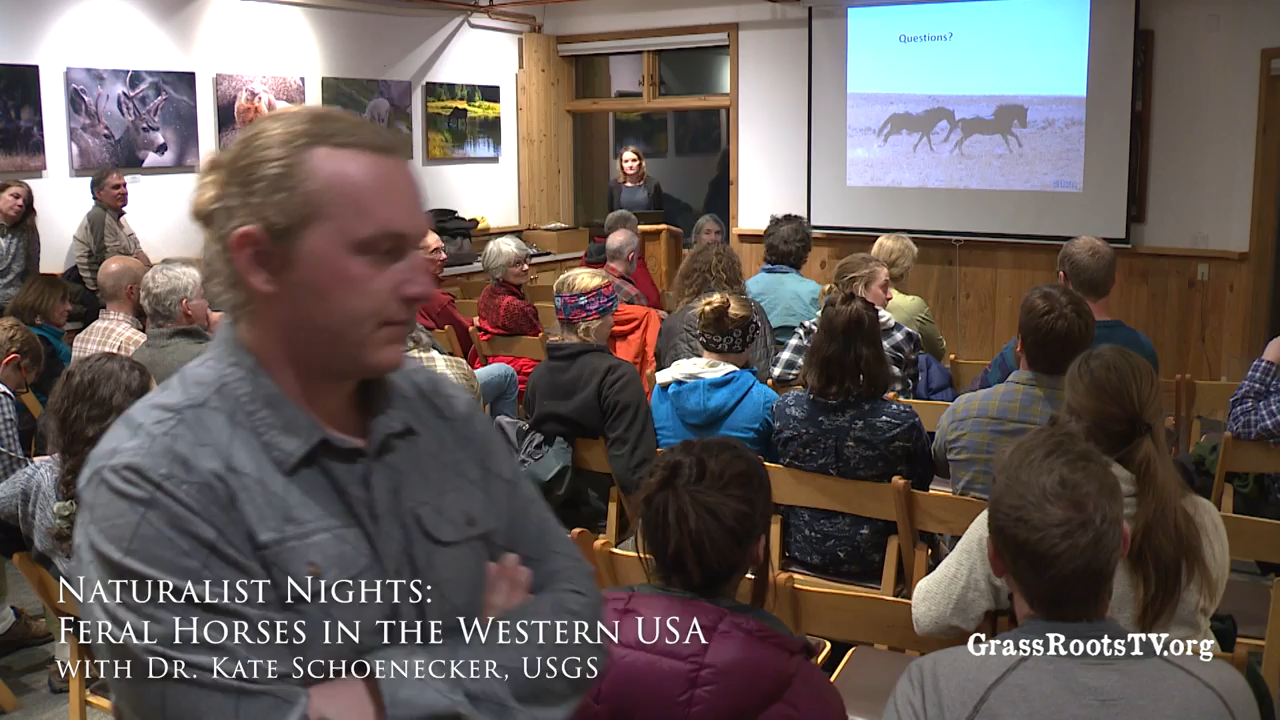 Questions?
Naturalist Nights:
Feral Horses in the Western USA
with Dr. Kate Schoenecker, USGS
GrassRootsTV.org